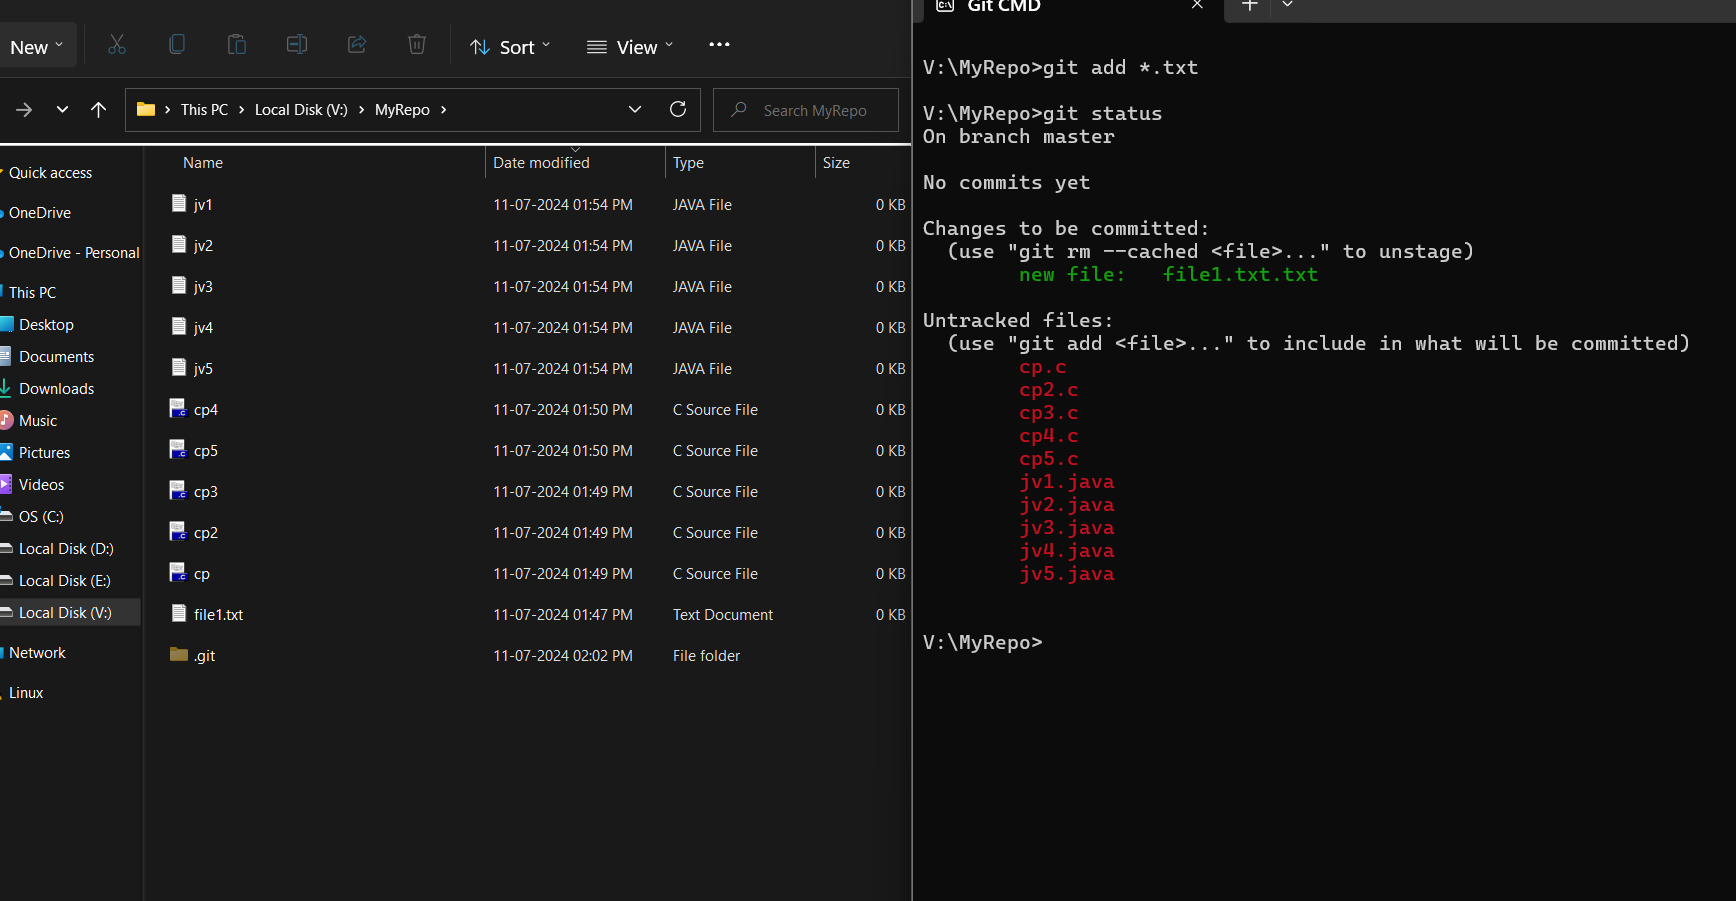 New
Sort
View
This PC > Local Disk (V:) > MyRepo >
Search MyRepo
Quick access
OneDrive
OneDrive - Personal
This PC
Desktop
Documents
Downloads
Music
Pictures
Videos
OS (C:)
Local Disk (D:)
Local Disk (E:)
Local Disk (V:)
Network
Linux
Name Date modified Type Size
jv1 11-07-2024 01:54 PM JAVA File 0 KB
jv2 11-07-2024 01:54 PM JAVA File 0 KB
jv3 11-07-2024 01:54 PM JAVA File 0 KB
jv4 11-07-2024 01:54 PM JAVA File 0 KB
jv5 11-07-2024 01:54 PM JAVA File 0 KB
cp4 11-07-2024 01:50 PM C Source File 0 KB
cp5 11-07-2024 01:50 PM C Source File 0 KB
cp3 11-07-2024 01:49 PM C Source File 0 KB
cp2 11-07-2024 01:49 PM C Source File 0 KB
cp 11-07-2024 01:49 PM C Source File 0 KB
file1.txt 11-07-2024 01:47 PM Text Document 0 KB
.git 11-07-2024 02:02 PM File folder
Git CMD
V:\MyRepo>git add *.txt
V:\MyRepo>git status
On branch master
No commits yet
Changes to be committed:
(use "git rm --cached <file>..." to unstage)
new file: file1.txt.txt
Untracked files:
(use "git add <file>..." to include in what will be committed)
cp.c
cp2.c
cp3.c
cp4.c
cp5.c
jv1.java
jv2.java
jv3.java
jv4.java
jv5.java
V:\MyRepo>